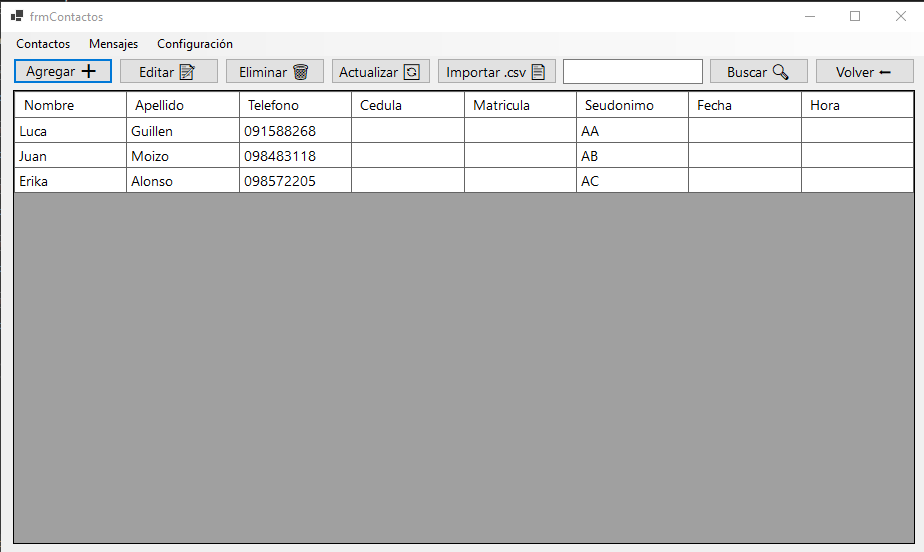 frmContactos
Contactos Mensajes Configuración
Agregar Editar Eliminar Actualizar Importar .csv Buscar Volver
Nombre Apellido Telefono Cedula Matricula Seudonimo Fecha Hora
Luca Guillen 091588268 AA
Juan Moizo 098483118 AB
Erika Alonso 098572205 AC